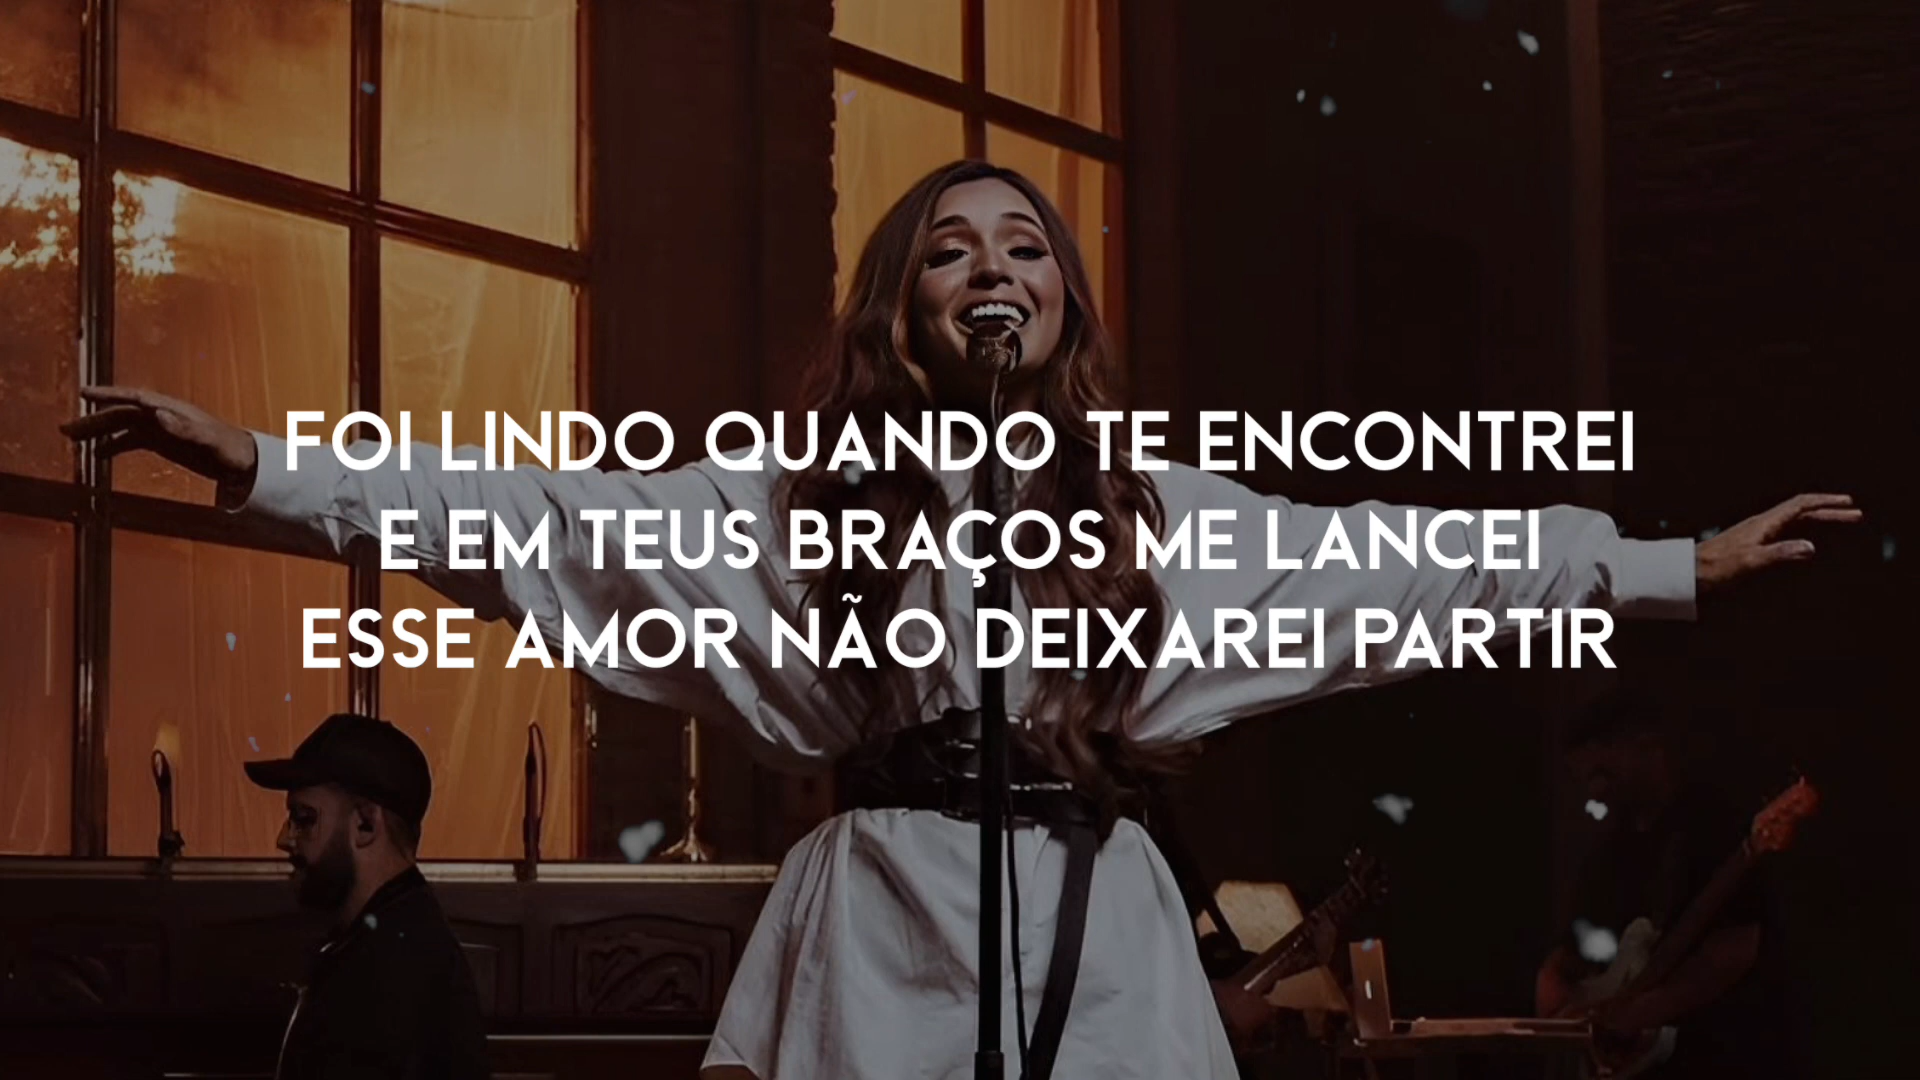 FOI LINDO QUANDO TE ENCONTREI
E EM TEUS BRAÇOS ME LANCEI
ESSE AMOR NÃO DEIXAREI PARTIR